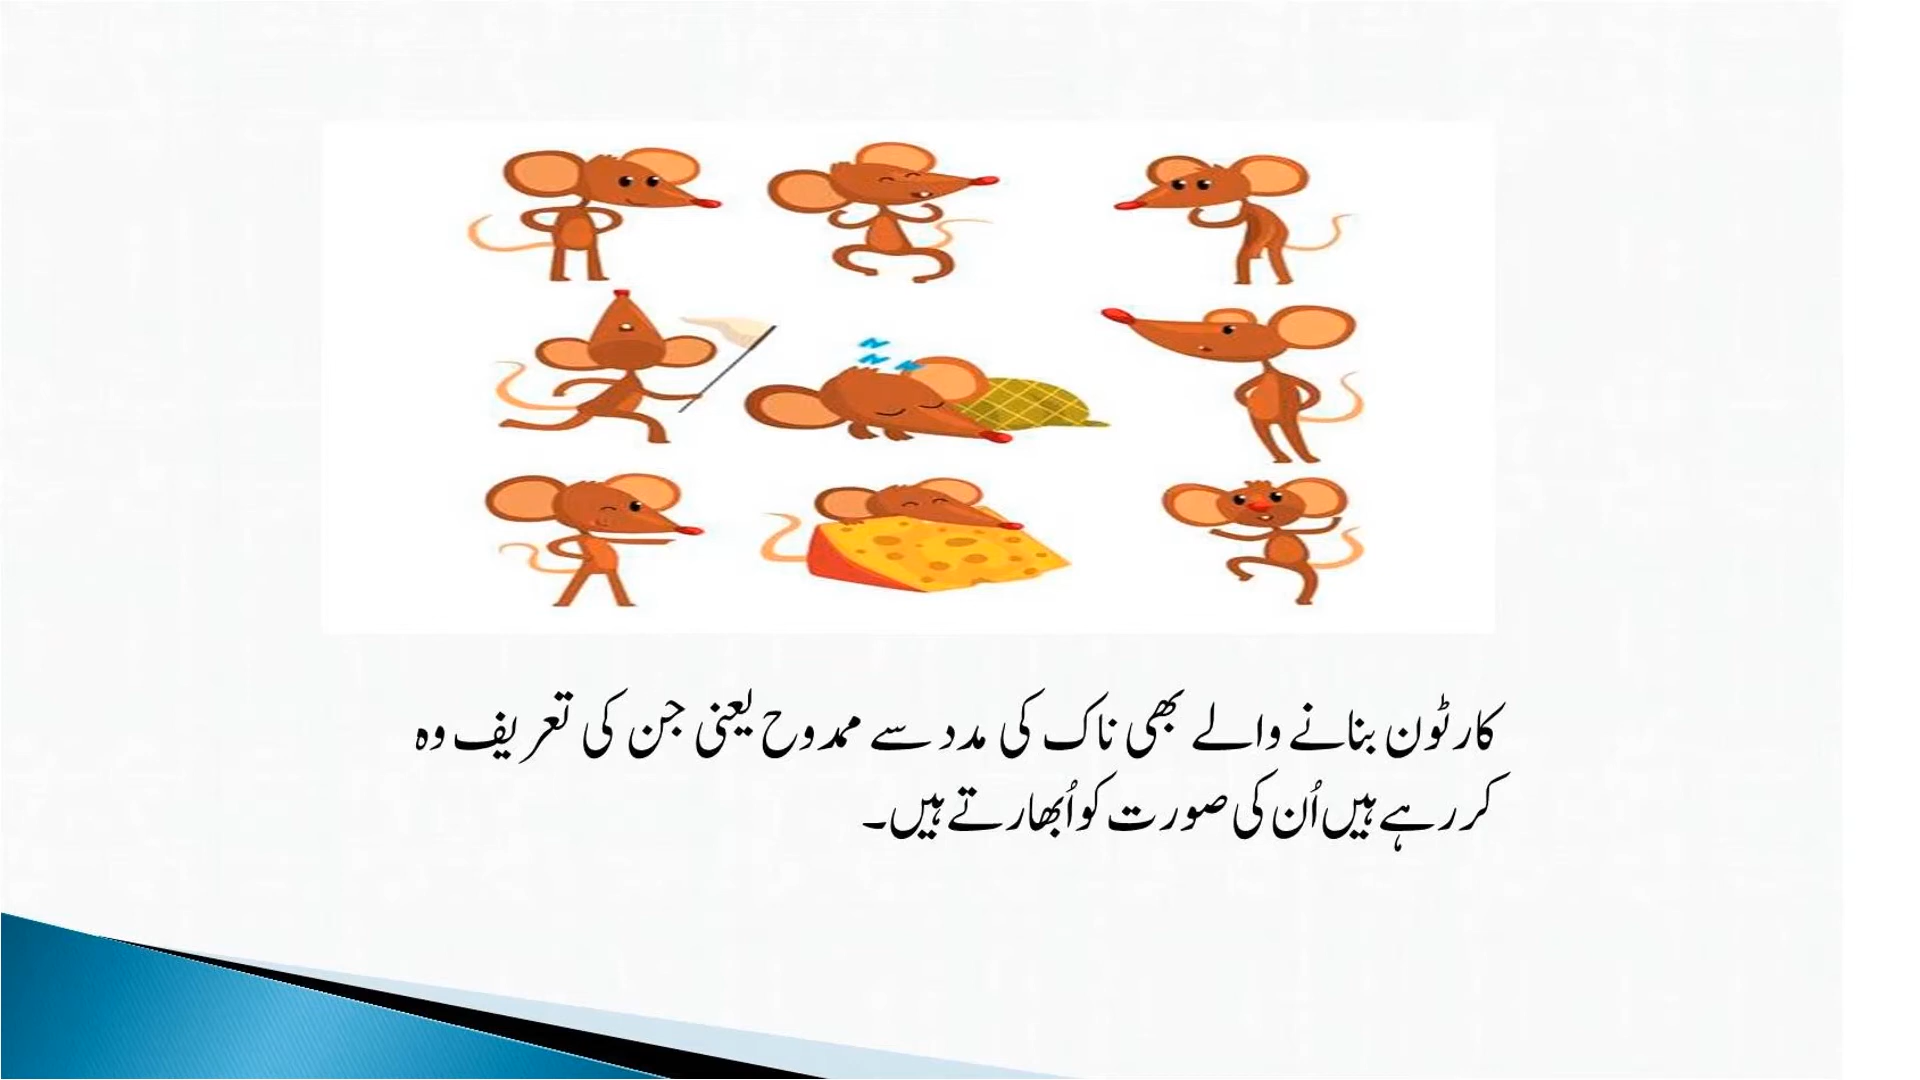 کارٹون بنانے والے بھی ناک کی مدد سے ممدوح یعنی جن کی تعریف وہ
کر رہے ہیں اُن کی صورت کو اُبھارتے ہیں۔